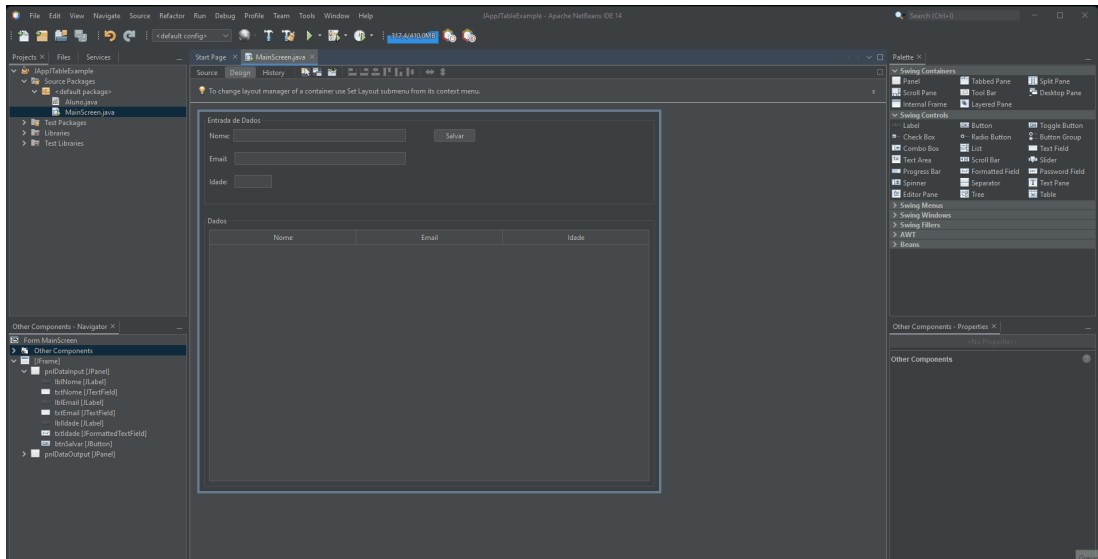 File Edit View Navigate Source Refactor Run Debug Profile Team Tools Window Help
JAppJTableExample - Apache NetBeans IDE 14
Search (Ctrl+I)
<default config>
317.4/410.0MB
Projects Files Services
Start Page MainScreen.java
Palette
JAppJTableExample
Source Packages
<default package>
Aluno.java
MainScreen.java
Test Packages
Libraries
Test Libraries
Source Design History
To change layout manager of a container use Set Layout submenu from its context menu.
Entrada de Dados
Nome:
Salvar
Email:
Idade:
Dados
Nome Email Idade
Swing Containers
Panel Tabbed Pane Split Pane
Scroll Pane Tool Bar Desktop Pane
Internal Frame Layered Pane
Swing Controls
Label Button Toggle Button
Check Box Radio Button Button Group
Combo Box List Text Field
Text Area Scroll Bar Slider
Progress Bar Formatted Field Password Field
Spinner Separator Text Pane
Editor Pane Tree Table
Swing Menus
Swing Windows
Swing Fillers
AWT
Beans
Other Components - Navigator
Form MainScreen
Other Components
[JFrame]
pnlDataInput [JPanel]
lblNome [JLabel]
txtNome [JTextField]
lblEmail [JLabel]
txtEmail [JTextField]
lblIdade [JLabel]
txtIdade [JFormattedTextField]
btnSalvar [JButton]
pnlDataOutput [JPanel]
Other Components - Properties
<No Properties>
Other Components